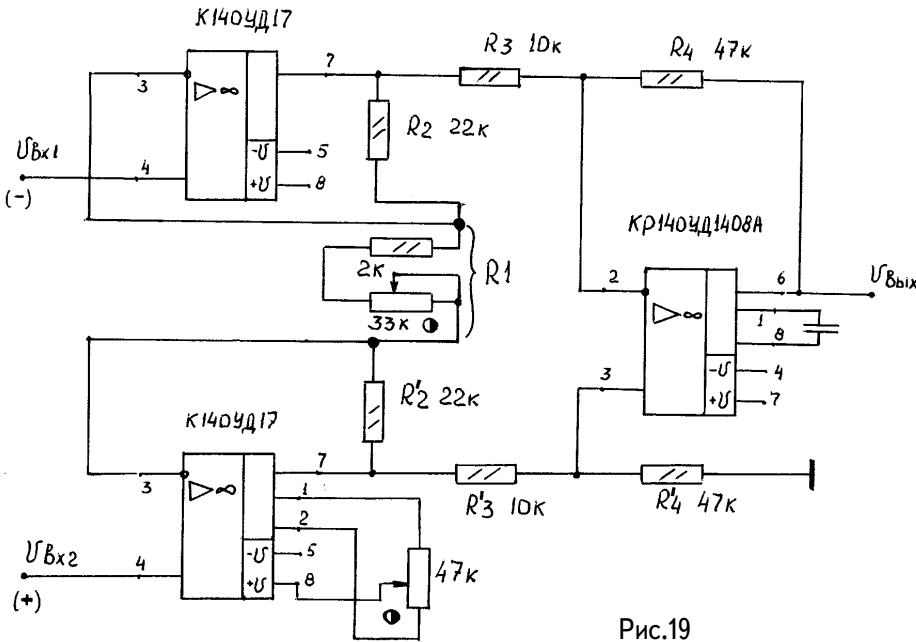 К140УД17
7
R3 10к
R4 47к
3
▷∞
R2 22к
Uвх1
4
-U
5
+U
8
(-)
КР140УД1408А
2к
R1
33к
2
6
Uвых
▷∞
1
8
-U
4
+U
7
3
R'2 22к
К140УД17
7
3
▷∞
1
R'3 10к
R'4 47к
2
-U
5
Uвх2
4
+U
8
47к
(+)
Рис.19